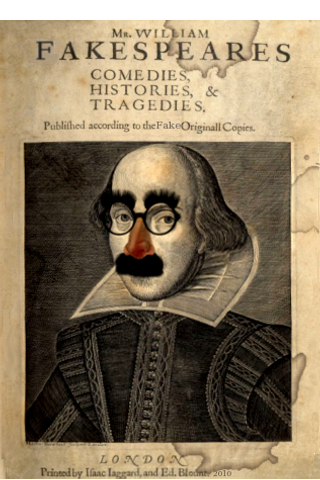 Mr. WILLIAM
FAKESPEARES
COMEDIES,
HISTORIES, &
TRAGEDIES.
Publiſhed according to the Fake Originall Copies.
LONDON
Printed by Iſaac Iaggard, and Ed. Blount, 2010